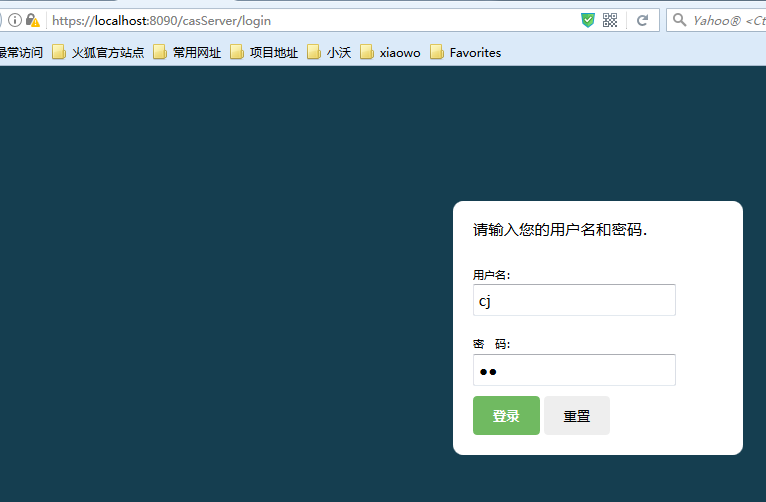 https://localhost:8090/casServer/login
Yahoo® <Ct
最常访问 火狐官方站点 常用网址 项目地址 小沃 xiaowo Favorites
请输入您的用户名和密码.
用户名:
cj
密 码:
登录 重置